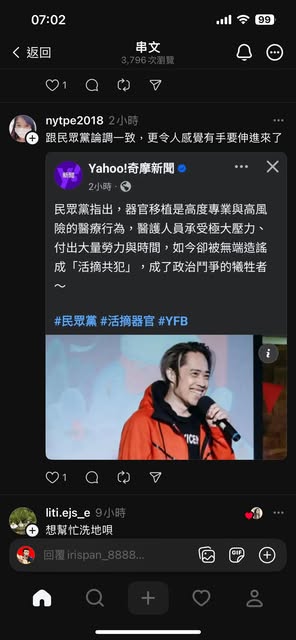 07:02
99
返回
串文
3,796次瀏覽
1
nytpe2018 2小時
跟民眾黨論調一致，更令人感覺有手要伸進來了
新聞
Yahoo!奇摩新聞
2小時
民眾黨指出，器官移植是高度專業與高風
險的醫療行為，醫護人員承受極大壓力、
付出大量勞力與時間，如今卻被無端造謠
成「活摘共犯」，成了政治鬥爭的犧牲者
～
#民眾黨 #活摘器官 #YFB
1
liti.ejs_e 9小時
想幫忙洗地唄
回覆 irispan_8888...
GIF